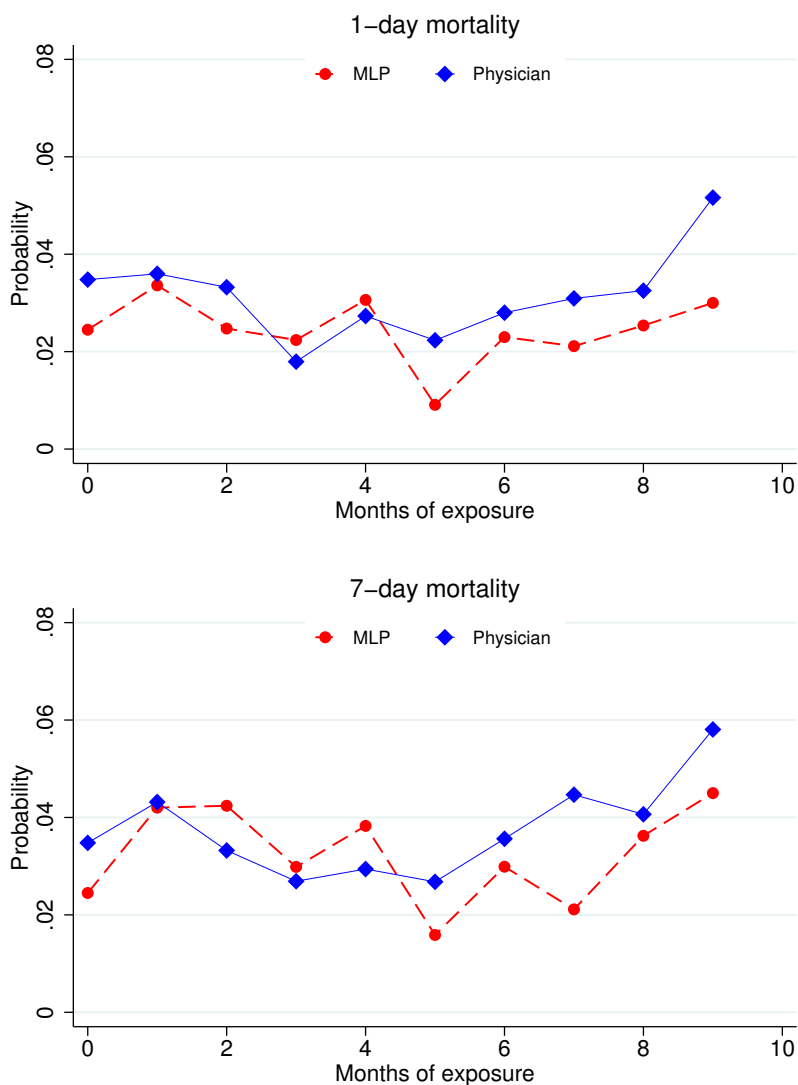 1−day mortality
MLP Physician
Probability
.08
.06
.04
.02
0
0 2 4 6 8 10
Months of exposure
7−day mortality
MLP Physician
Probability
.08
.06
.04
.02
0
0 2 4 6 8 10
Months of exposure